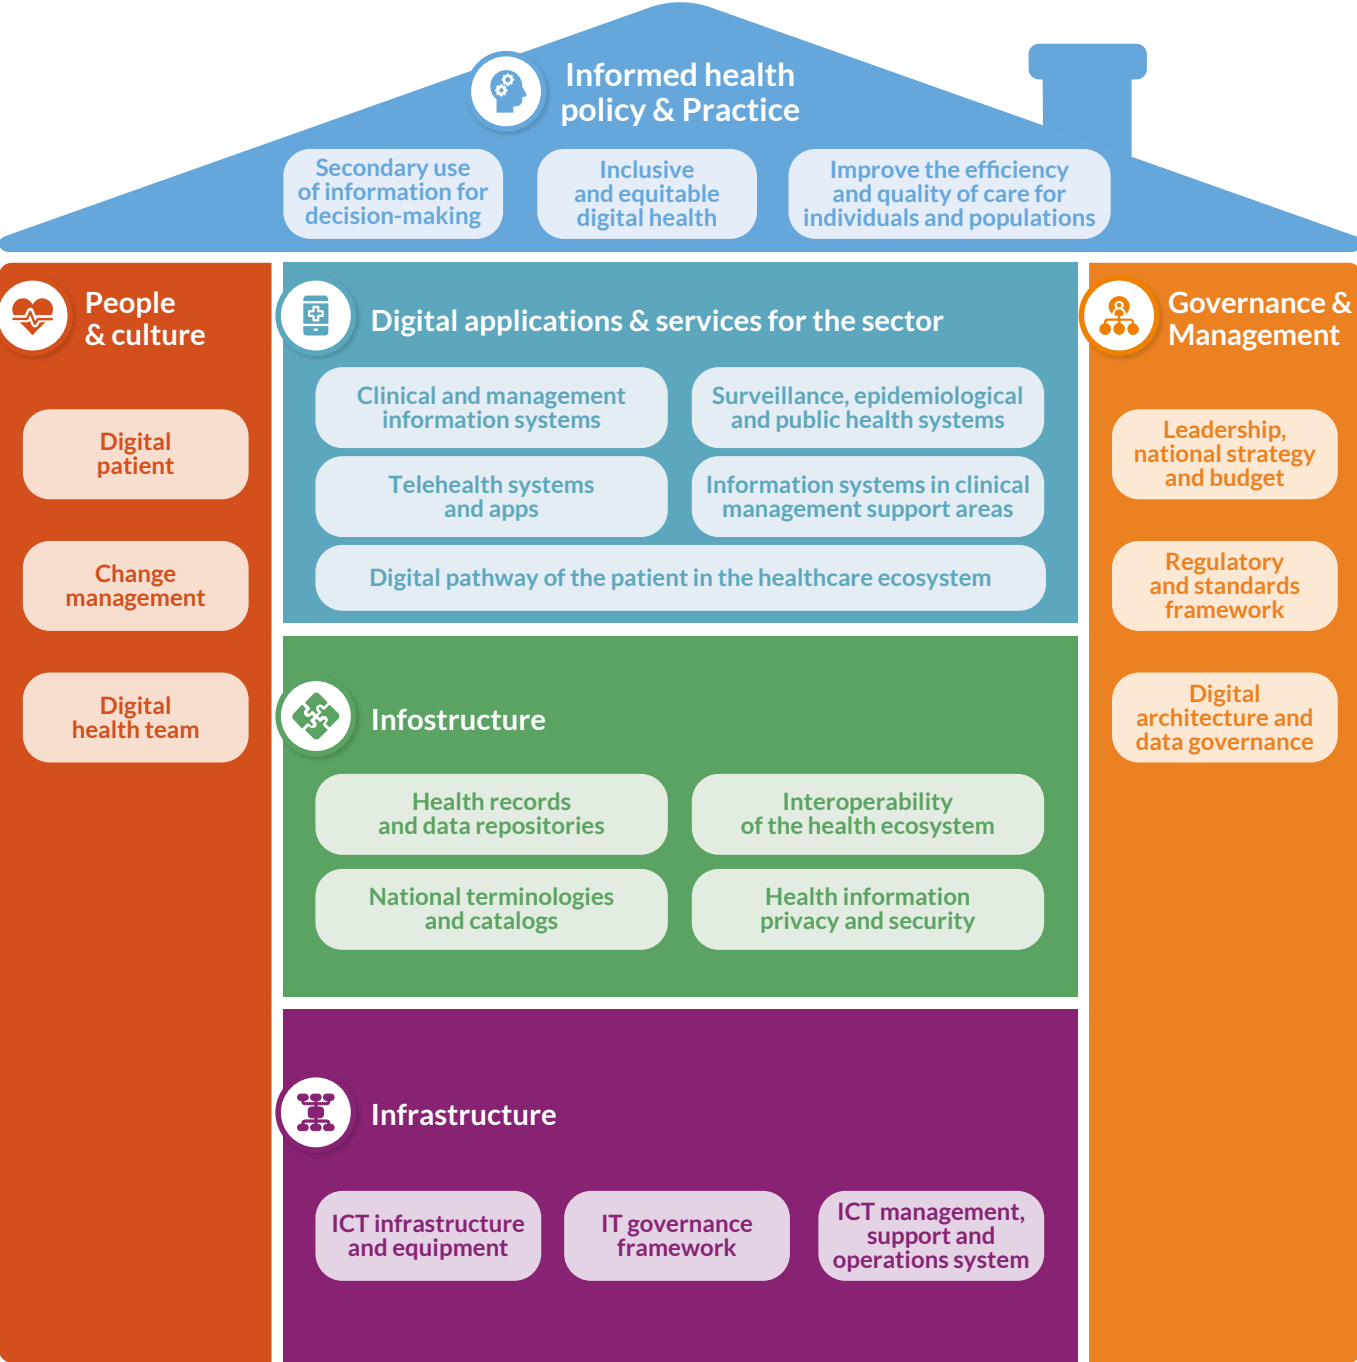 Informed health
policy & Practice
Secondary use
of information for
decision-making
Inclusive
and equitable
digital health
Improve the efficiency
and quality of care for
individuals and populations
People
& culture
Digital
patient
Change
management
Digital
health team
Digital applications & services for the sector
Clinical and management
information systems
Surveillance, epidemiological
and public health systems
Telehealth systems
and apps
Information systems in clinical
management support areas
Digital pathway of the patient in the healthcare ecosystem
Infostructure
Health records
and data repositories
Interoperability
of the health ecosystem
National terminologies
and catalogs
Health information
privacy and security
Infrastructure
ICT infrastructure
and equipment
IT governance
framework
ICT management,
support and
operations system
Governance &
Management
Leadership,
national strategy
and budget
Regulatory
and standards
framework
Digital
architecture and
data governance